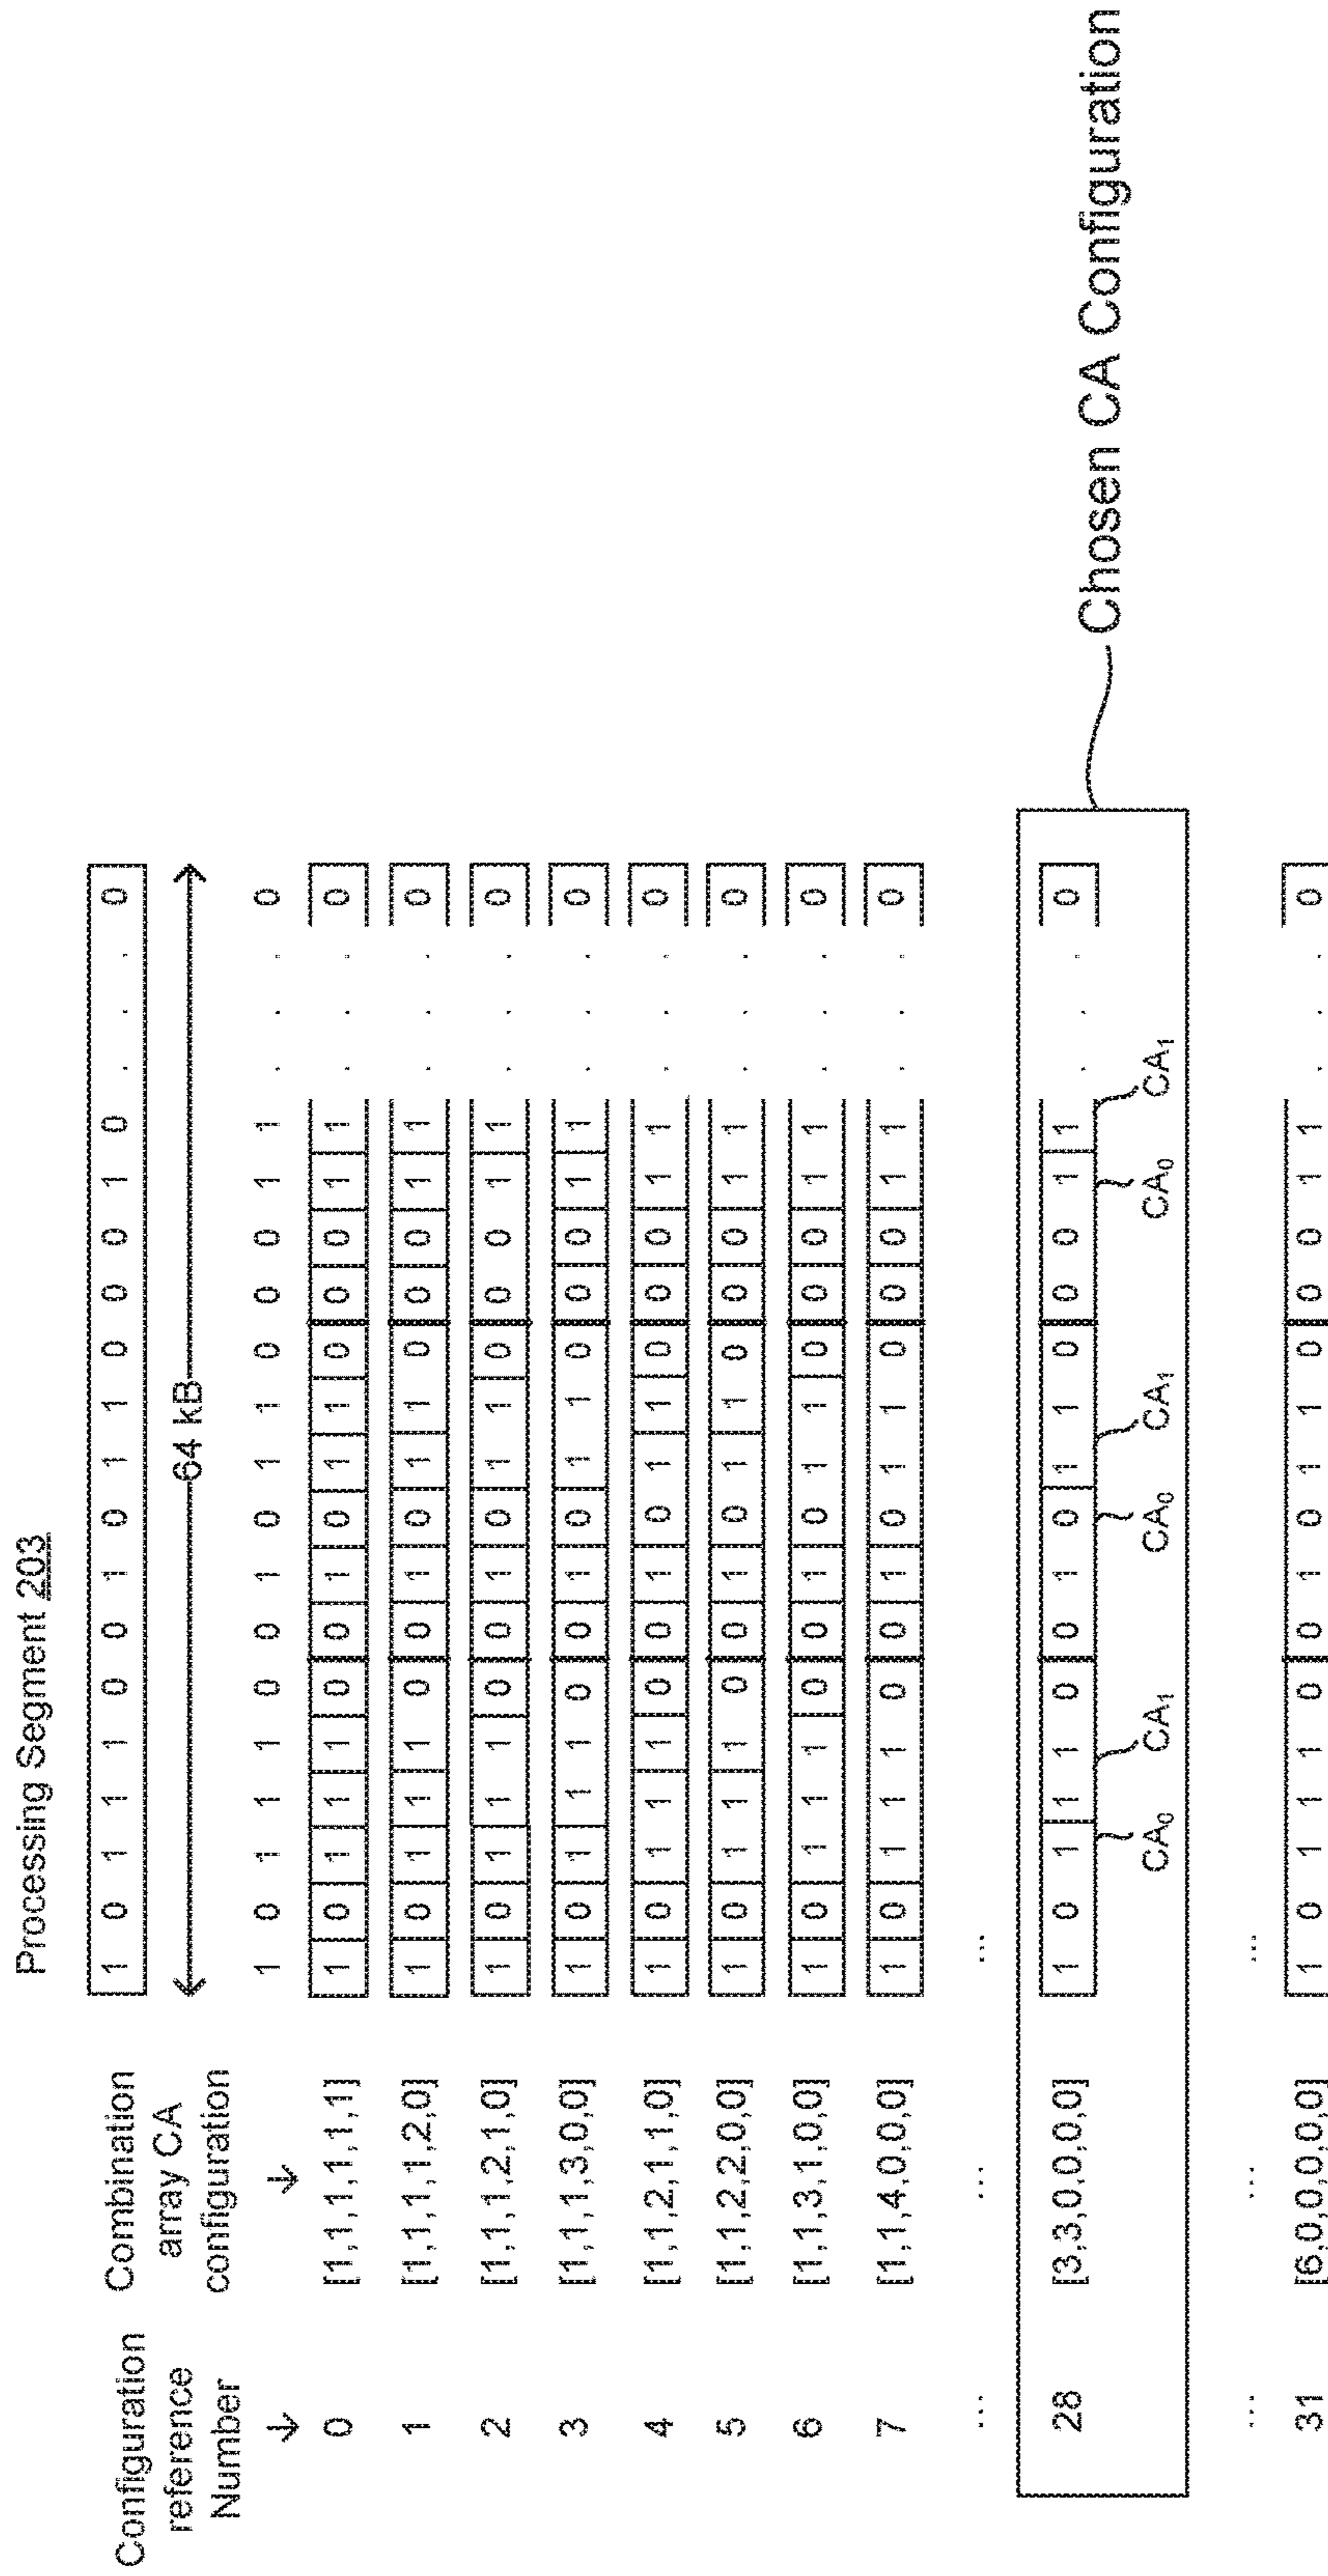 Processing Segment 203
1 0 1 1 1 0 0 1 0 1 1 0 0 0 1 0 . . . 0
64 kB
Configuration
reference
Number
Combination
array CA
configuration
↓ ↓ 1 0 1 1 1 0 0 1 0 1 1 0 0 0 1 1 . . . 0
0 [1,1,1,1,1,1] 1 0 1 1 1 0 0 1 0 1 1 0 0 0 1 1 . . . 0
1 [1,1,1,1,2,0] 1 0 1 1 1 0 0 1 0 1 1 0 0 0 1 1 . . . 0
2 [1,1,1,2,1,0] 1 0 1 1 1 0 0 1 0 1 1 0 0 0 1 1 . . . 0
3 [1,1,1,3,0,0] 1 0 1 1 1 0 0 1 0 1 1 0 0 0 1 1 . . . 0
4 [1,1,2,1,1,0] 1 0 1 1 1 0 0 1 0 1 1 0 0 0 1 1 . . . 0
5 [1,1,2,2,0,0] 1 0 1 1 1 0 0 1 0 1 1 0 0 0 1 1 . . . 0
6 [1,1,3,1,0,0] 1 0 1 1 1 0 0 1 0 1 1 0 0 0 1 1 . . . 0
7 [1,1,4,0,0,0] 1 0 1 1 1 0 0 1 0 1 1 0 0 0 1 1 . . . 0
... ... ...
28 [3,3,0,0,0,0] 1 0 1 1 1 0 0 1 0 1 1 0 0 0 1 1 . . . 0
Chosen CA Configuration
CA₀ CA₁ CA₀ CA₁ CA₀ CA₁
... ... ...
31 [6,0,0,0,0,0] 1 0 1 1 1 0 0 1 0 1 1 0 0 0 1 1 . . . 0